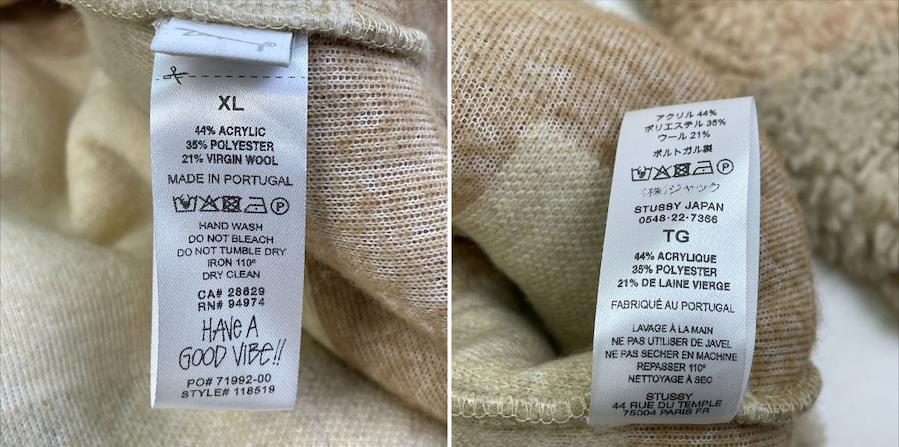 XL
44% ACRYLIC
35% POLYESTER
21% VIRGIN WOOL
MADE IN PORTUGAL
P
HAND WASH
DO NOT BLEACH
DO NOT TUMBLE DRY
IRON 110°
DRY CLEAN
CA# 28629
RN# 94974
HAVE A
GOOD VIBE!!
PO# 71992-00
STYLE# 118519
アクリル 44%
ポリエステル 35%
ウール 21%
ポルトガル製
P
(株)ジャック
STUSSY JAPAN
0548-22-7366
TG
44% ACRYLIQUE
35% POLYESTER
21% DE LAINE VIERGE
FABRIQUÉ AU PORTUGAL
LAVAGE À LA MAIN
NE PAS UTILISER DE JAVEL
NE PAS SECHER EN MACHINE
REPASSER 110°
NETTOYAGE À SEC
STUSSY
44 RUE DU TEMPLE
75004 PARIS FR